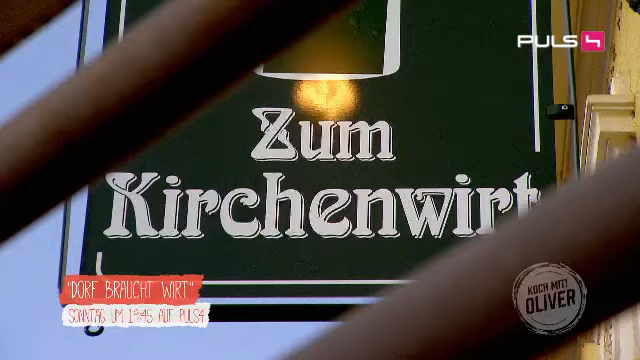 PULS 4
Zum
Kirchenwirt
"DORF BRAUCHT WIRT"
SONNTAG UM 19:45 AUF PULS4
KOCH MIT!
OLIVER